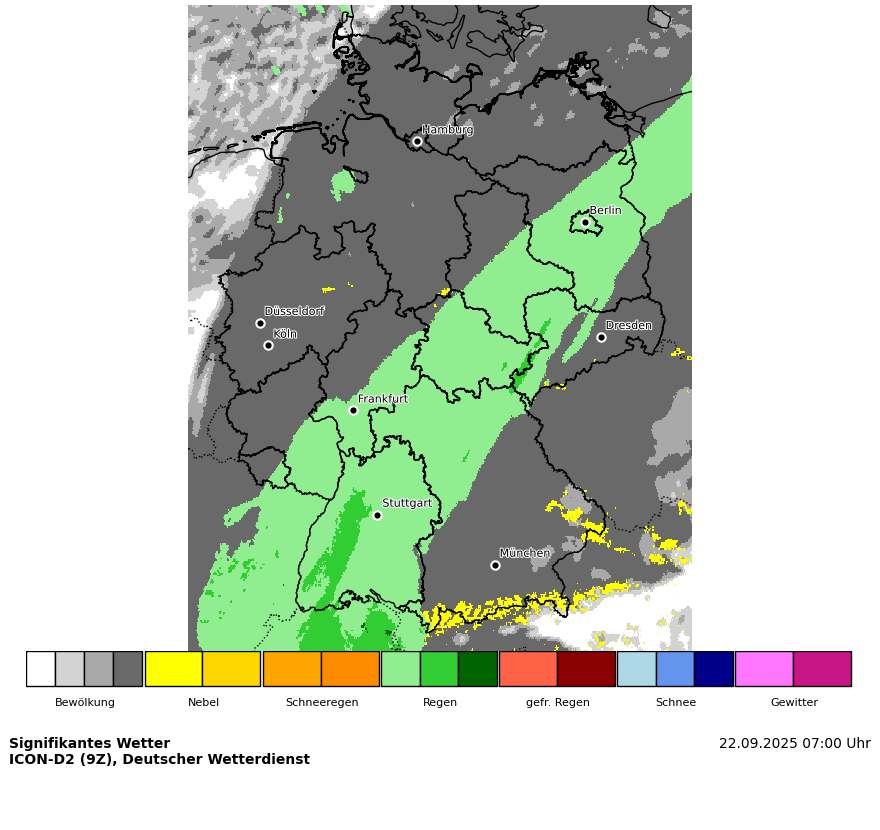 Hamburg
Berlin
Düsseldorf
Köln
Dresden
Frankfurt
Stuttgart
München
Bewölkung Nebel Schneeregen Regen gefr. Regen Schnee Gewitter
Signifikantes Wetter 22.09.2025 07:00 Uhr
ICON-D2 (9Z), Deutscher Wetterdienst